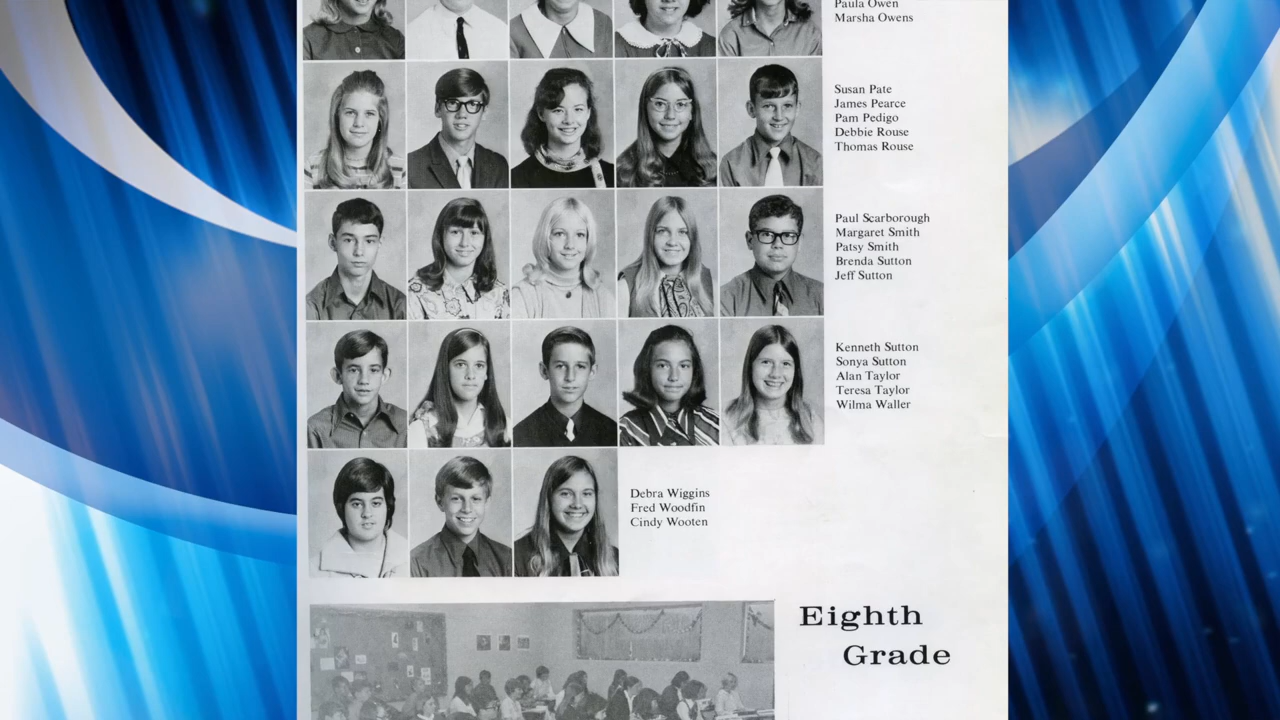 Paula Owen
Marsha Owens
Susan Pate
James Pearce
Pam Pedigo
Debbie Rouse
Thomas Rouse
Paul Scarborough
Margaret Smith
Patsy Smith
Brenda Sutton
Jeff Sutton
Kenneth Sutton
Sonya Sutton
Alan Taylor
Teresa Taylor
Wilma Waller
Debra Wiggins
Fred Woodfin
Cindy Wooten
Eighth
Grade